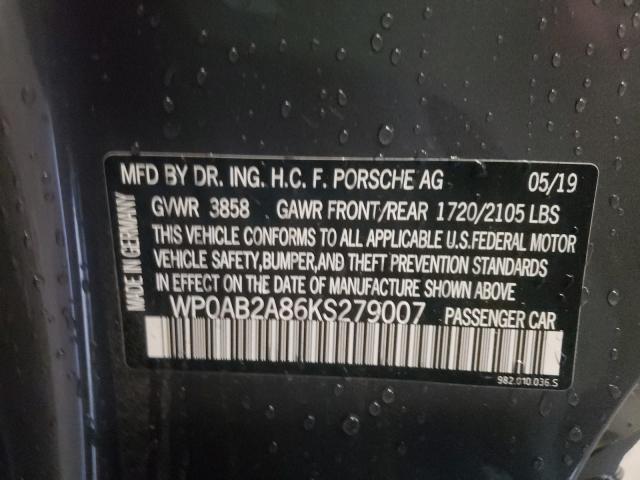 MFD BY DR. ING. H.C. F. PORSCHE AG 05/19
GVWR 3858 GAWR FRONT/REAR 1720/2105 LBS
THIS VEHICLE CONFORMS TO ALL APPLICABLE U.S.FEDERAL MOTOR
VEHICLE SAFETY,BUMPER,AND THEFT PREVENTION STANDARDS
IN EFFECT ON THE DATE OF MANUFACTURE SHOWN ABOVE
WP0AB2A86KS279007 PASSENGER CAR
MADE IN GERMANY
982.010.036.S